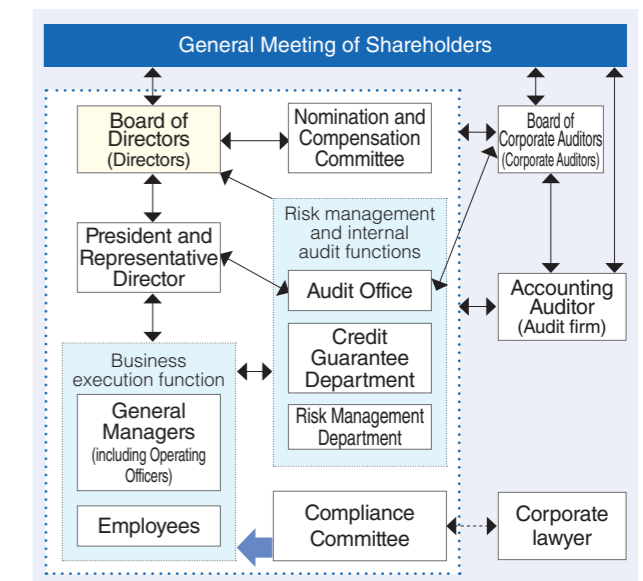 General Meeting of Shareholders
Board of
Directors
(Directors)
Nomination and
Compensation
Committee
Board of
Corporate Auditors
(Corporate Auditors)
Risk management
and internal
audit functions
President and
Representative
Director
Audit Office
Accounting
Auditor
(Audit firm)
Credit
Guarantee
Department
Business
execution function
General
Managers
(including Operating
Officers)
Risk Management
Department
Employees
Compliance
Committee
Corporate
lawyer